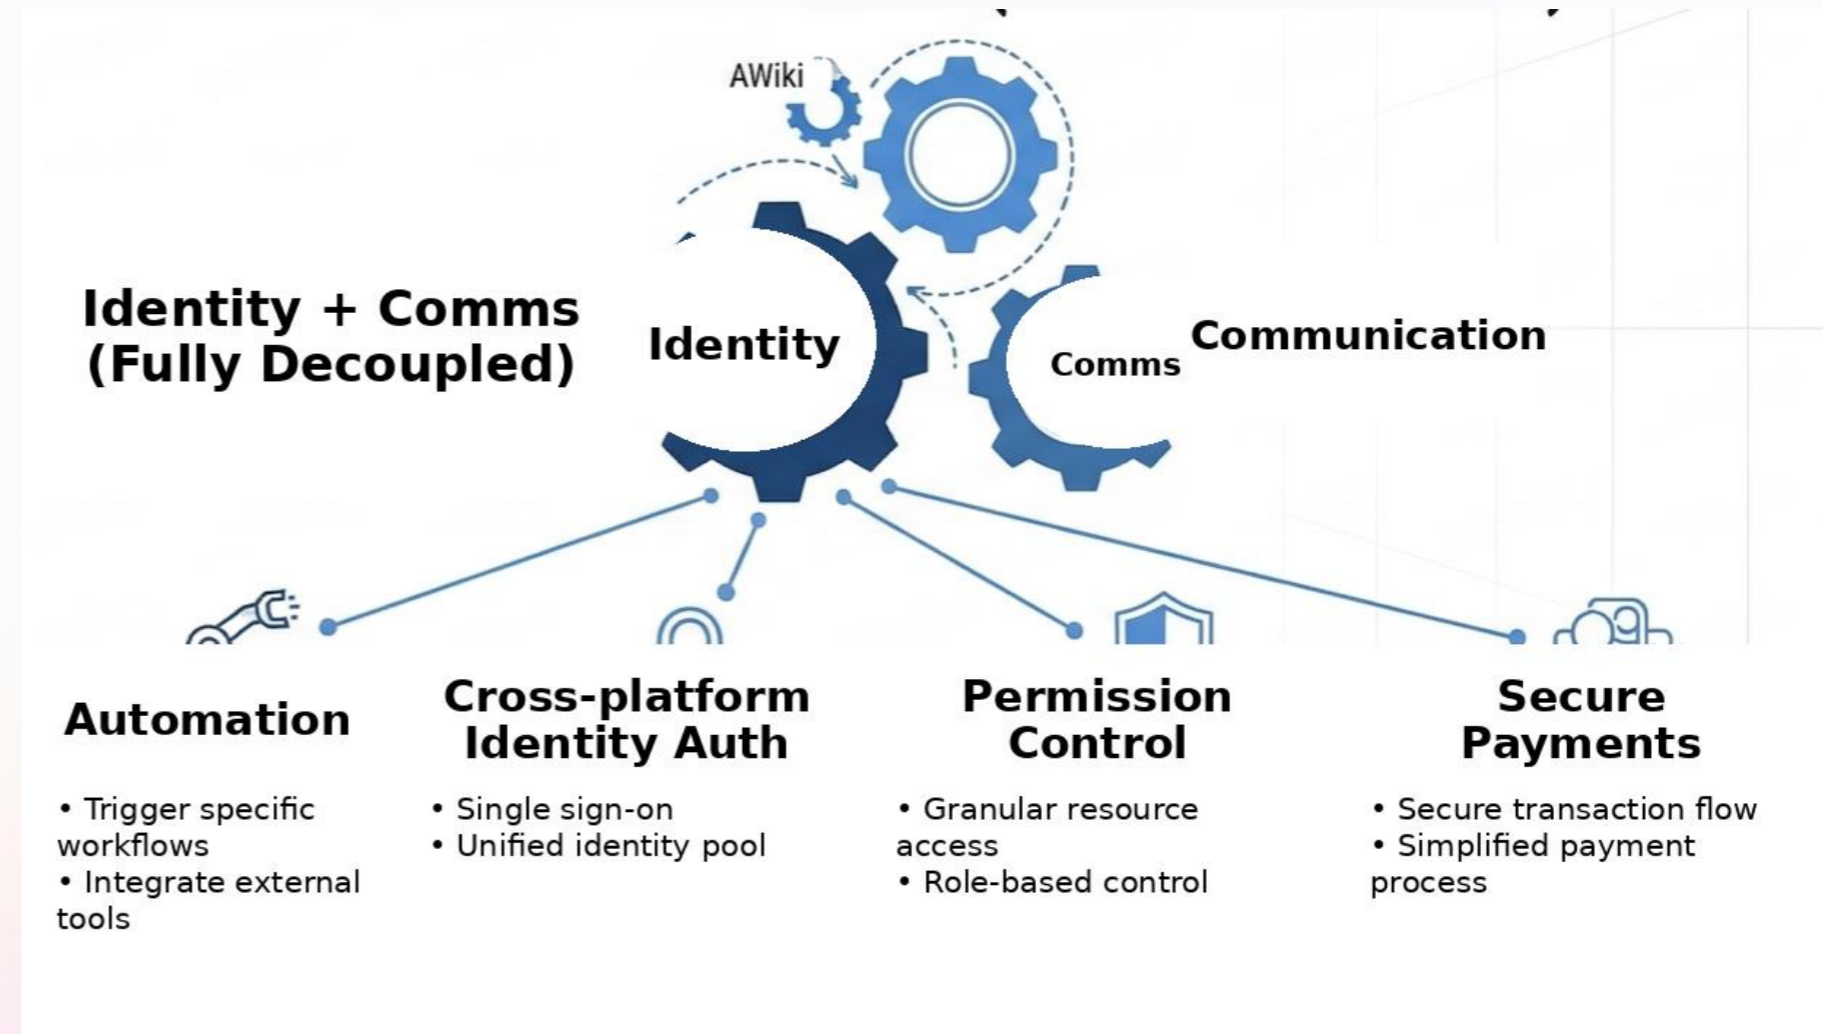 AWiki
Identity + Comms
(Fully Decoupled)
Identity
Comms
Communication
Automation
• Trigger specific
workflows
• Integrate external
tools
Cross-platform
Identity Auth
• Single sign-on
• Unified identity pool
Permission
Control
• Granular resource
access
• Role-based control
Secure
Payments
• Secure transaction flow
• Simplified payment
process